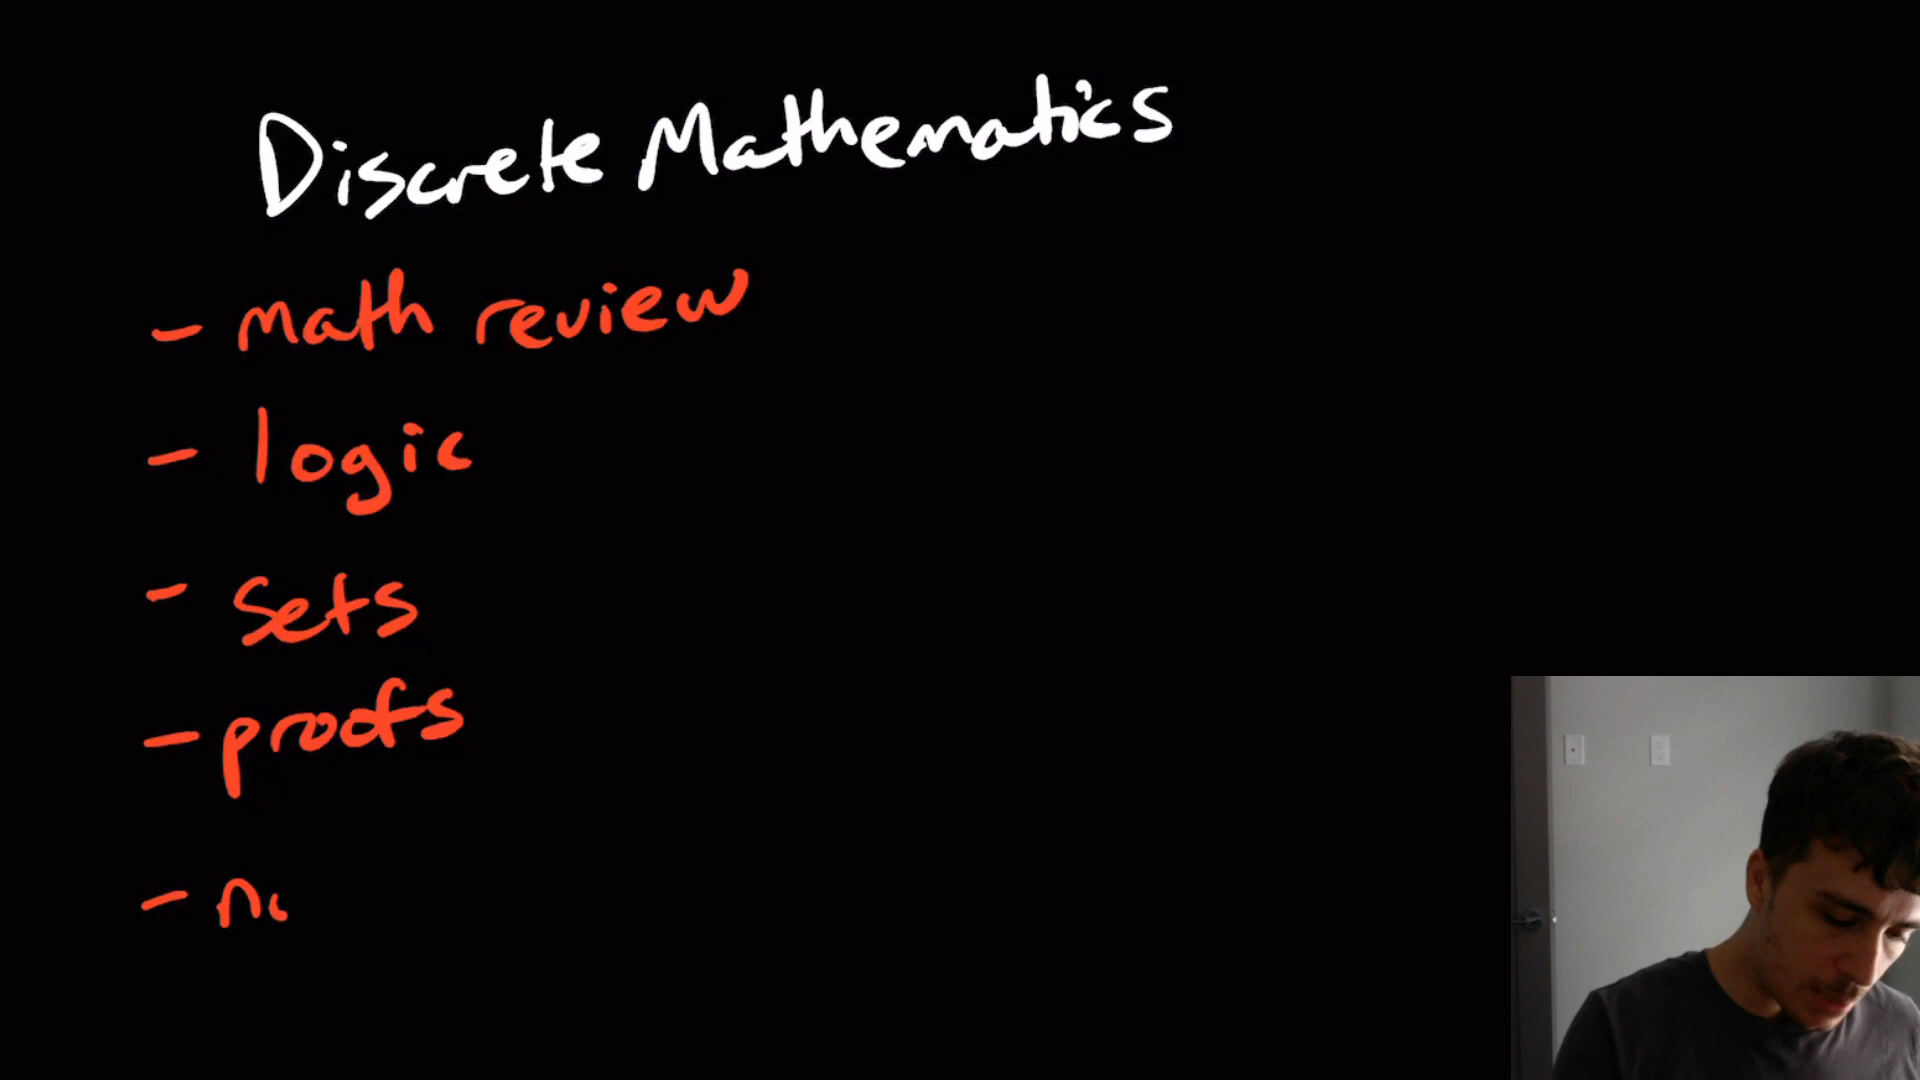 Discrete Mathematics
- math review
- logic
- sets
- proofs
-